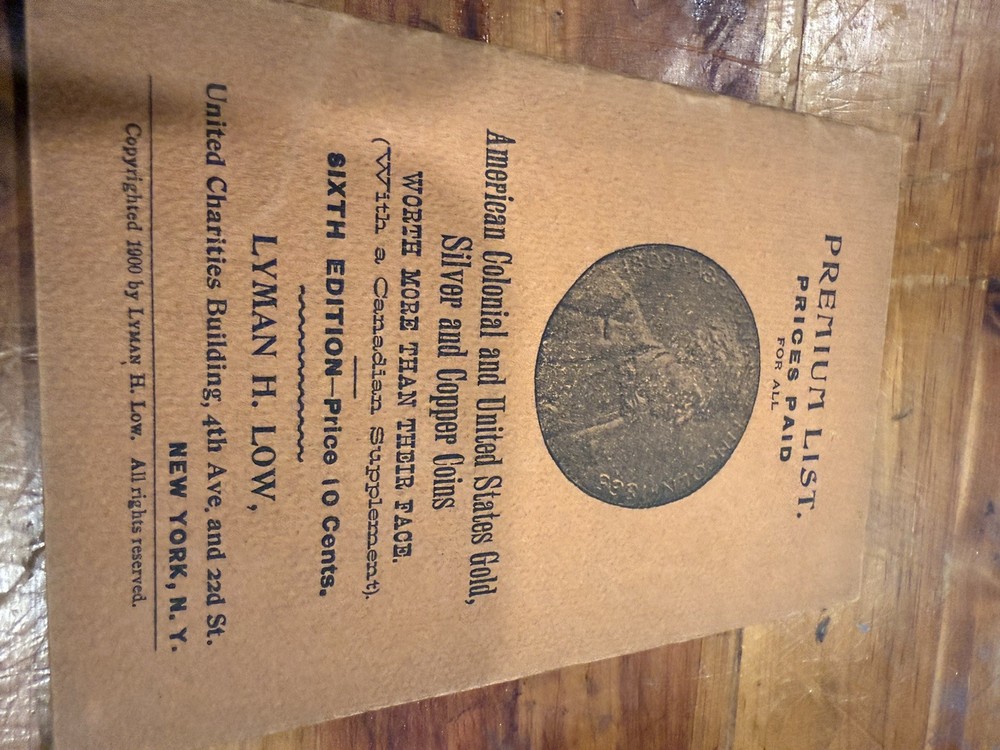 PREMIUM LIST.
PRICES PAID
FOR ALL
American Colonial and United States Gold,
Silver and Copper Coins
WORTH MORE THAN THEIR FACE.
(With a Canadian Supplement).
SIXTH EDITION—Price 10 Cents.
LYMAN H. LOW,
United Charities Building, 4th Ave. and 22d St.
NEW YORK, N. Y.
Copyrighted 1900 by LYMAN H. Low. All rights reserved.